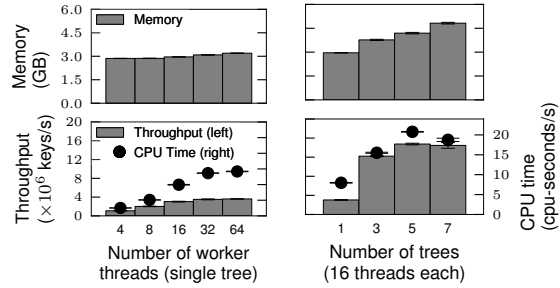 Memory
(GB)
6.0
4.5
3.0
1.5
0.0
Memory
Throughput
(×10⁶ keys/s)
20
16
12
8
4
0
Throughput (left)
CPU Time (right)
4 8 16 32 64
Number of worker
threads (single tree)
1 3 5 7
Number of trees
(16 threads each)
20
15
10
5
0
CPU time
(cpu-seconds/s)